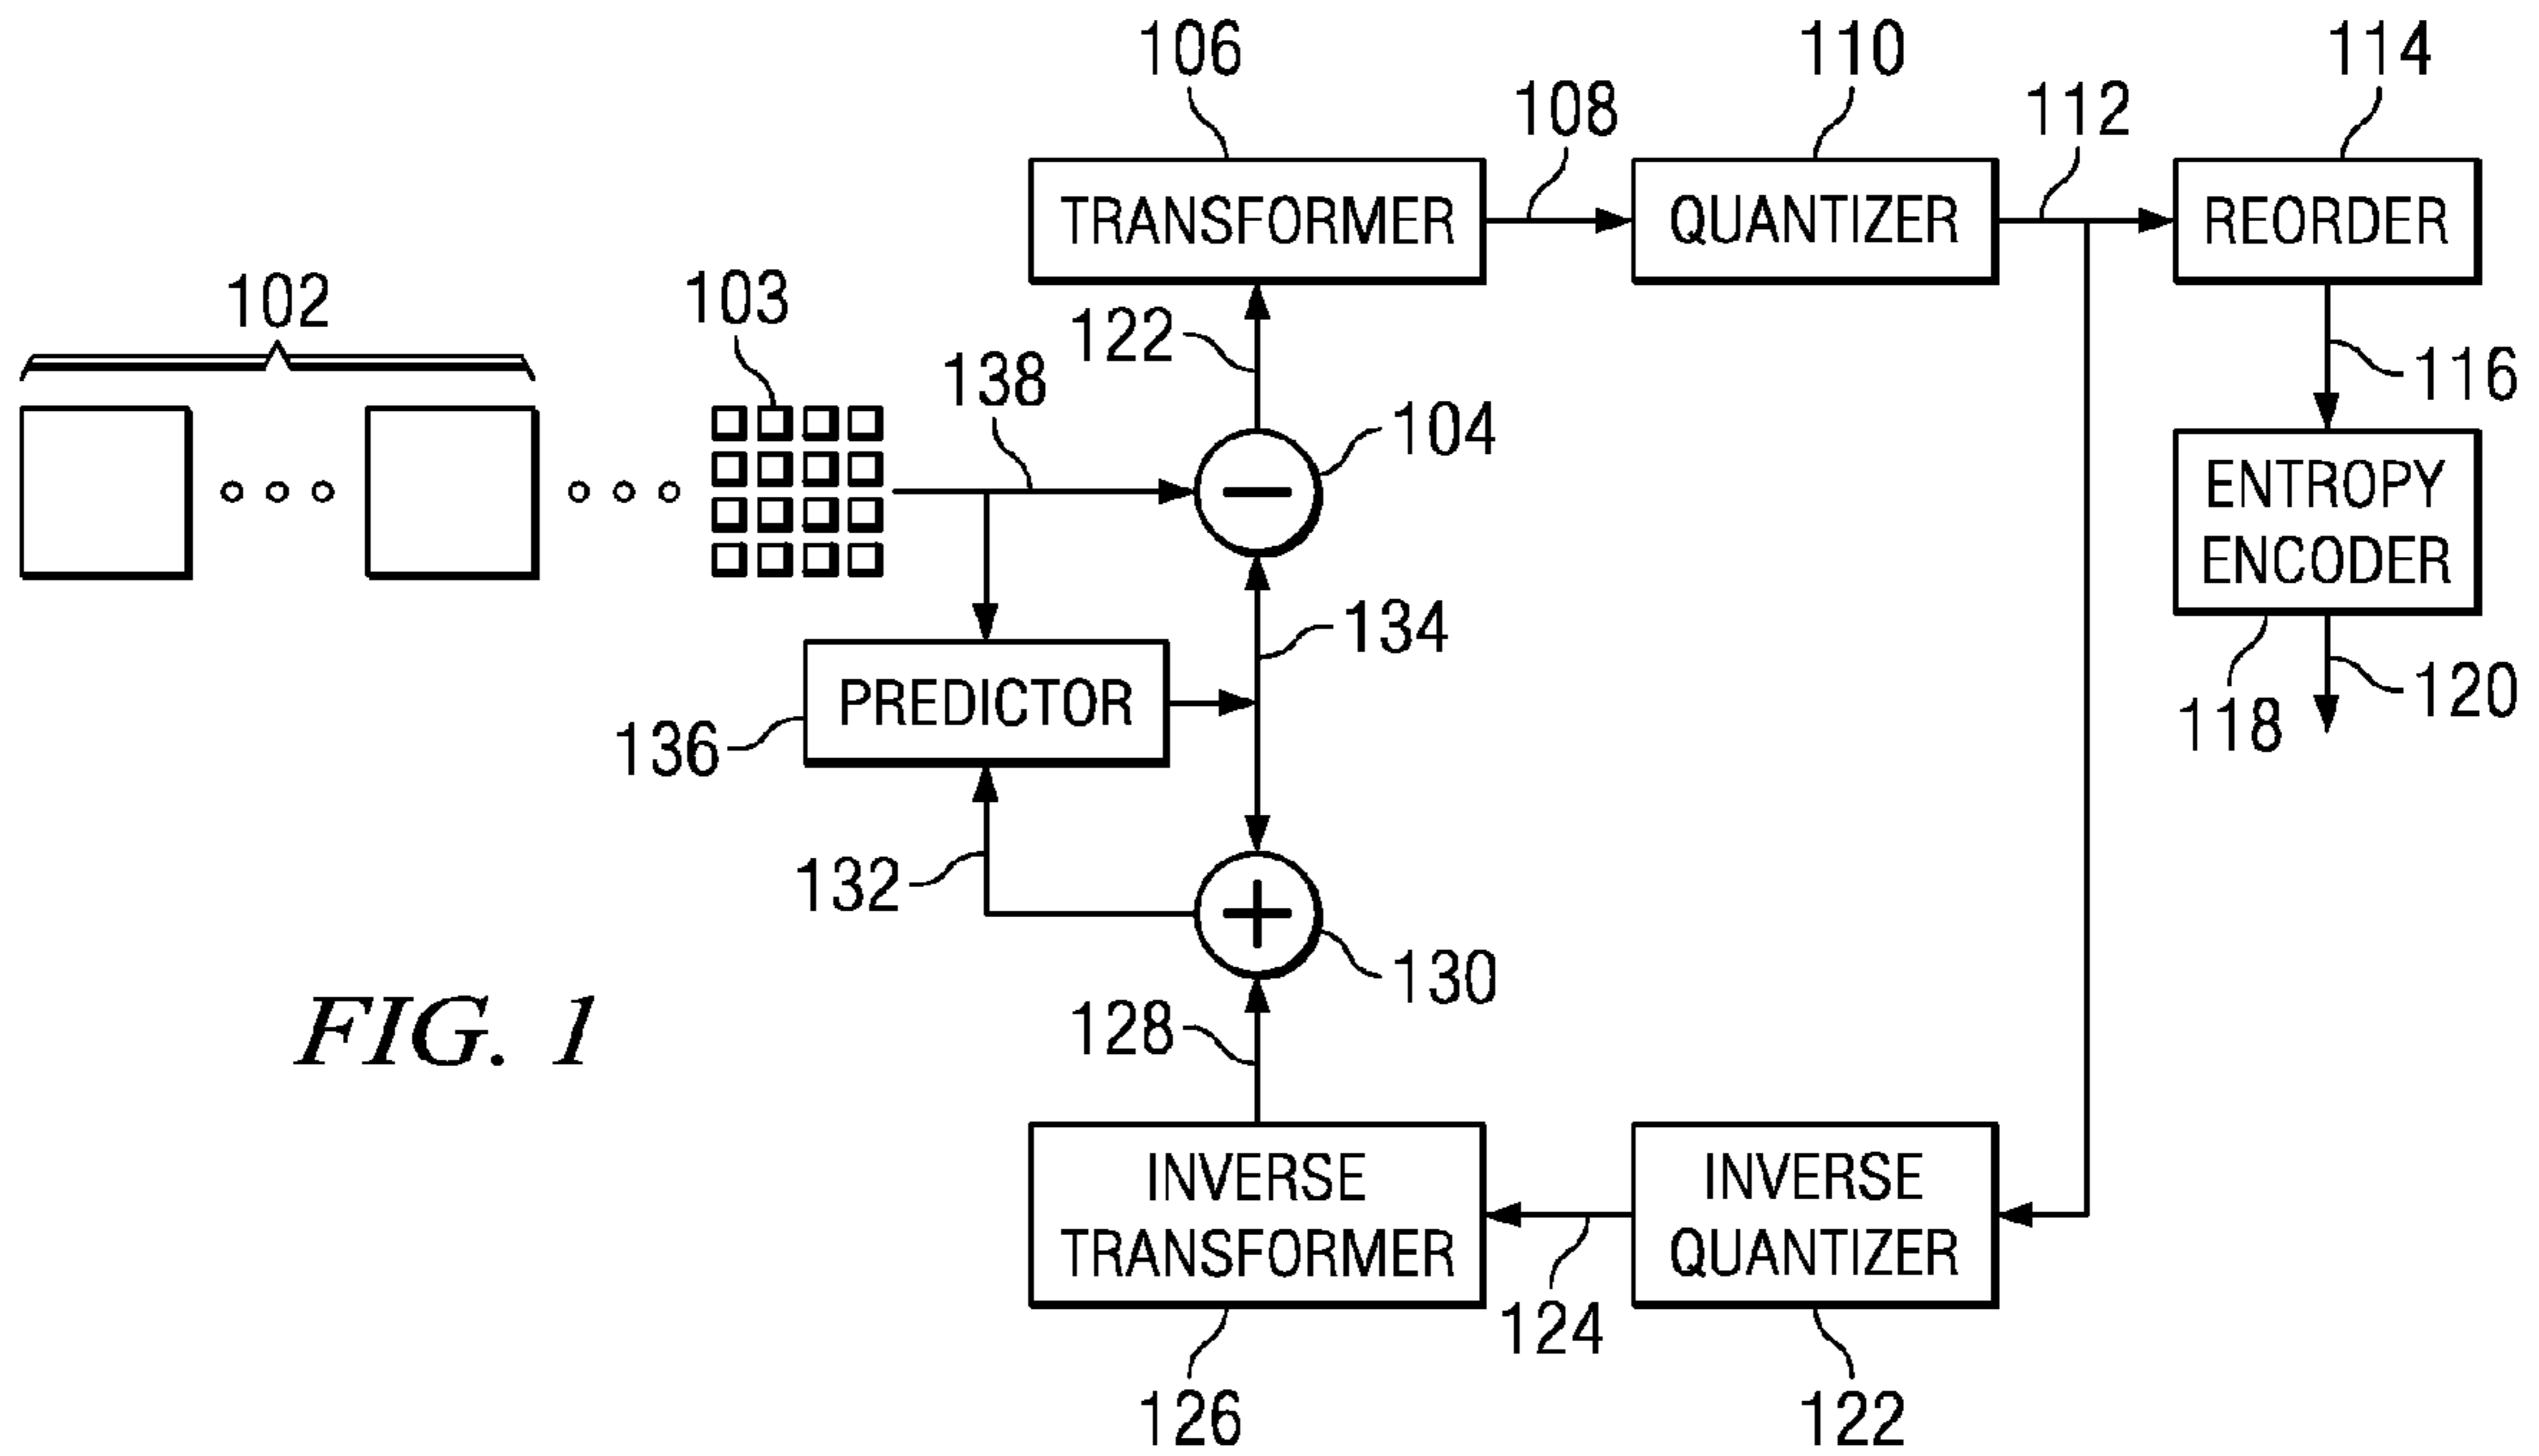 106
110
114
108
112
TRANSFORMER
QUANTIZER
REORDER
102
103
122
138
116
104
ENTROPY
ENCODER
134
PREDICTOR
136
118
120
132
130
FIG. 1
128
INVERSE
TRANSFORMER
INVERSE
QUANTIZER
124
126
122